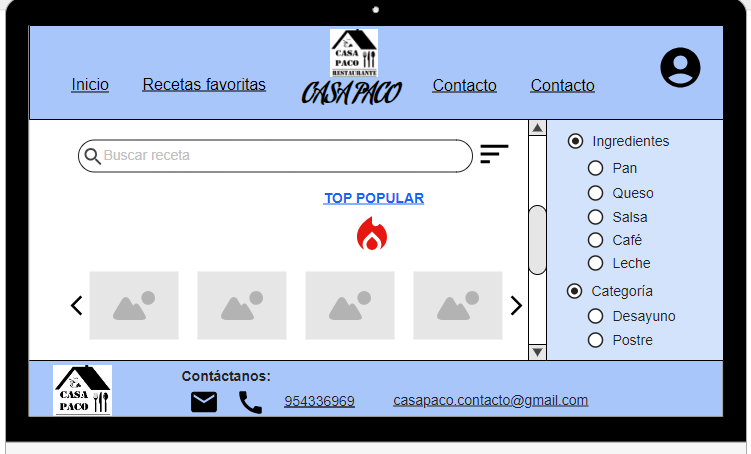 CASA
PACO
RESTAURANTE
CASA PACO
Inicio
Recetas favoritas
Contacto
Contacto
Buscar receta
TOP POPULAR
Ingredientes
Pan
Queso
Salsa
Café
Leche
Categoría
Desayuno
Postre
CASA
PACO
Contáctanos:
954336969
casapaco.contacto@gmail.com